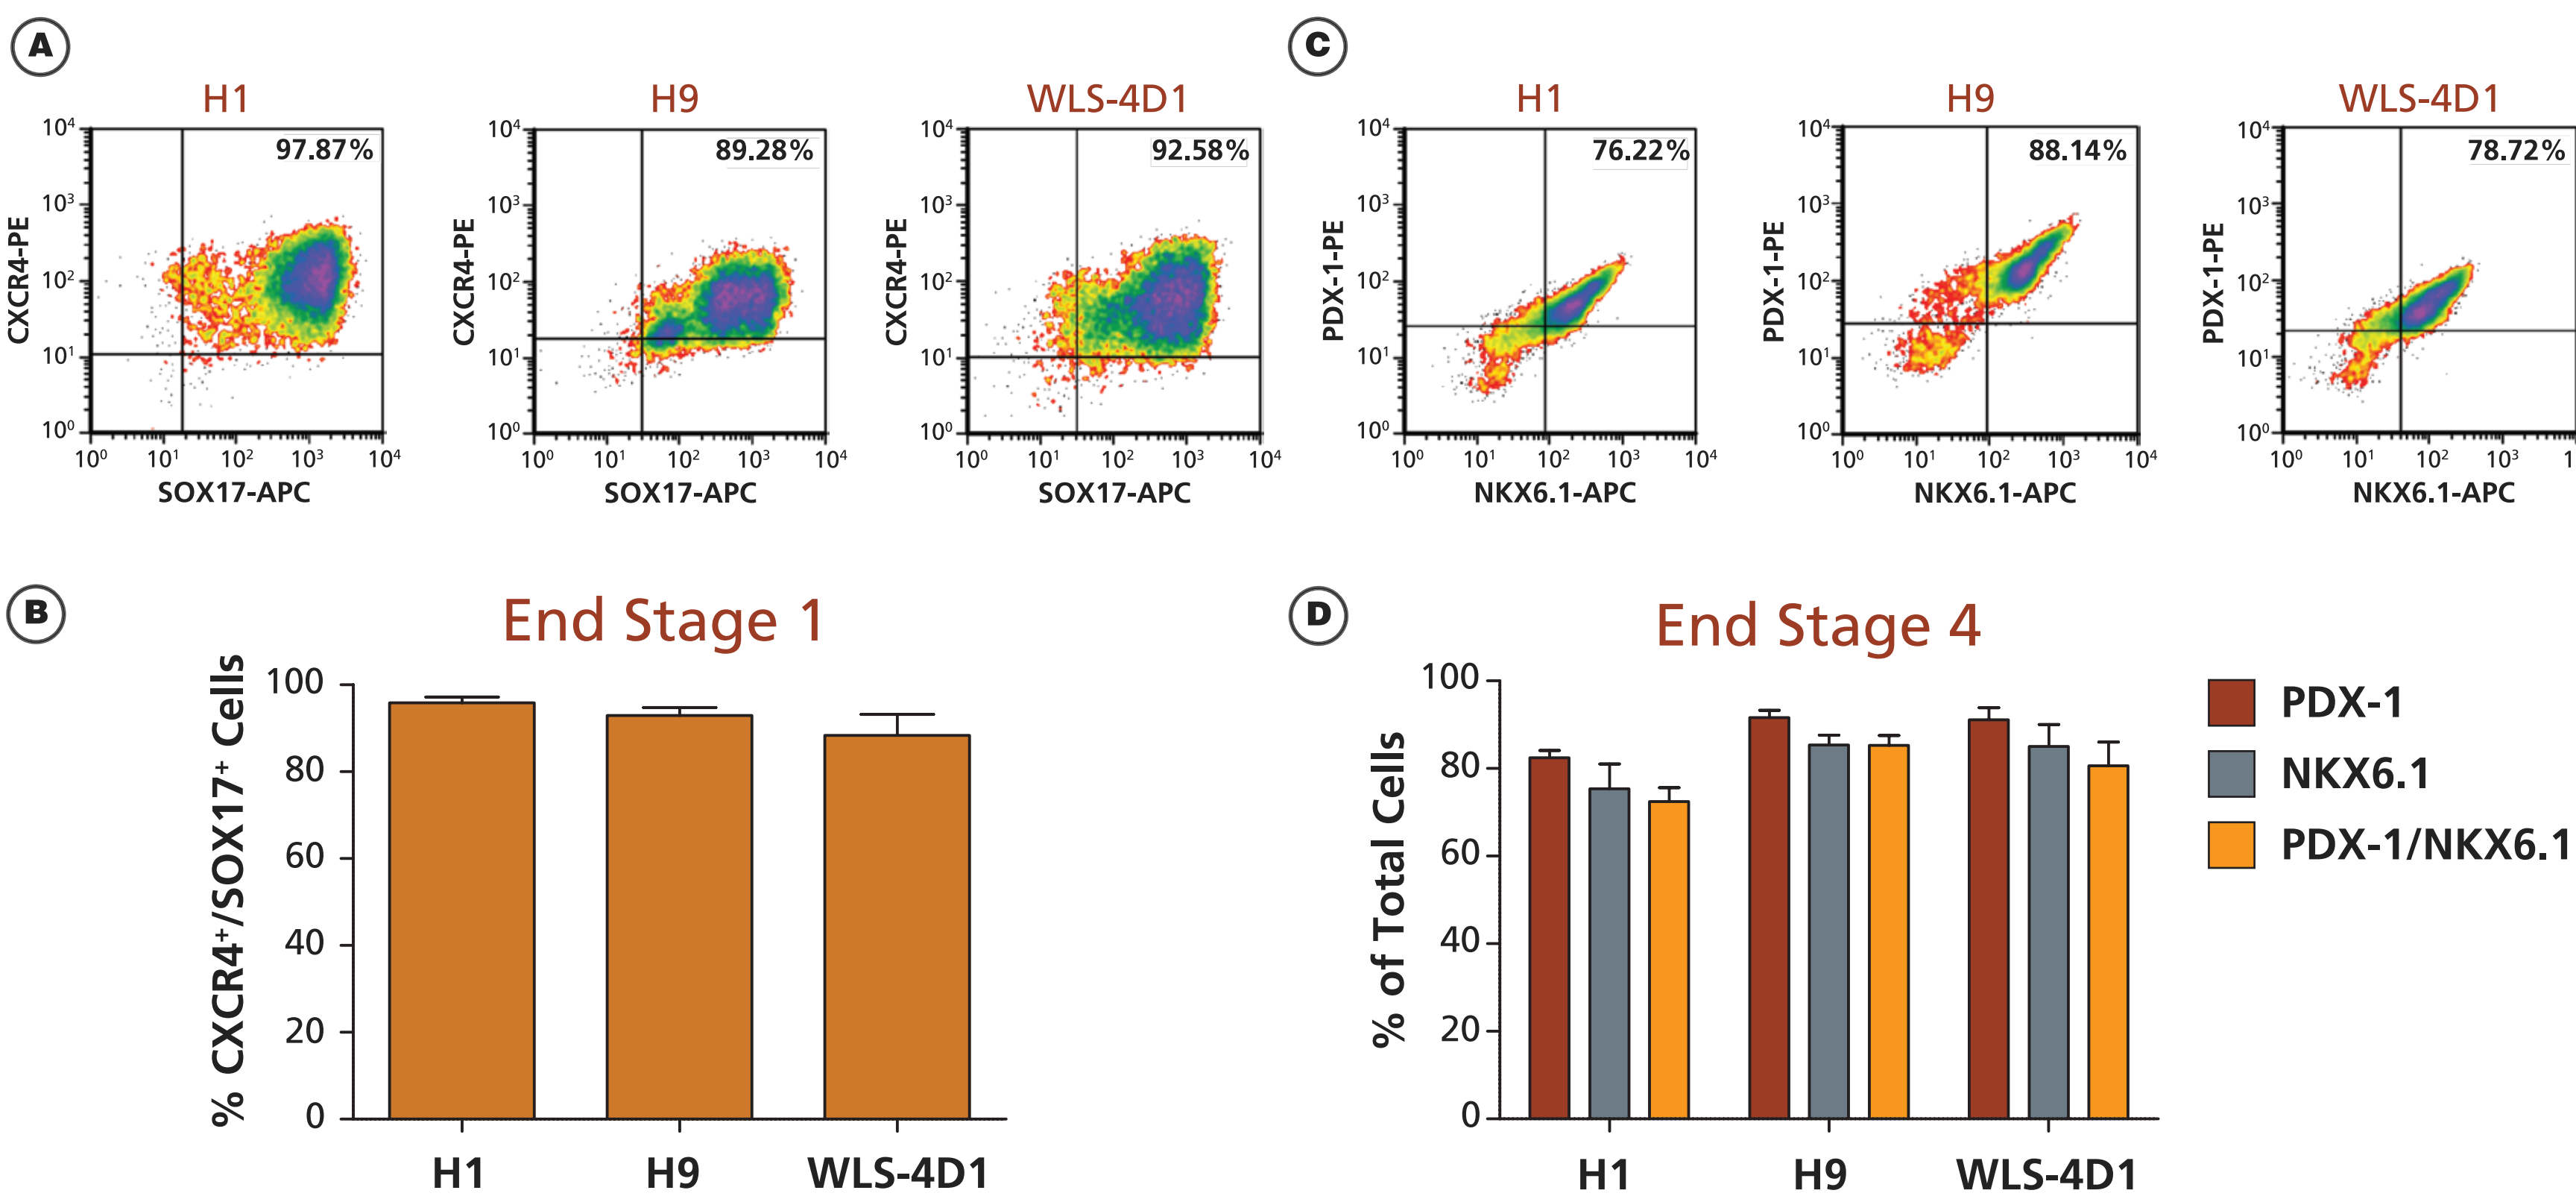 A
H1
97.87%
CXCR4-PE
10⁴
10³
10²
10¹
10⁰
10⁰ 10¹ 10² 10³ 10⁴
SOX17-APC
H9
89.28%
CXCR4-PE
10⁴
10³
10²
10¹
10⁰
10⁰ 10¹ 10² 10³ 10⁴
SOX17-APC
WLS-4D1
92.58%
CXCR4-PE
10⁴
10³
10²
10¹
10⁰
10⁰ 10¹ 10² 10³ 10⁴
SOX17-APC
C
H1
76.22%
PDX-1-PE
10⁴
10³
10²
10¹
10⁰
10⁰ 10¹ 10² 10³ 10⁴
NKX6.1-APC
H9
88.14%
PDX-1-PE
10⁴
10³
10²
10¹
10⁰
10⁰ 10¹ 10² 10³ 10⁴
NKX6.1-APC
WLS-4D1
78.72%
PDX-1-PE
10⁴
10³
10²
10¹
10⁰
10⁰ 10¹ 10² 10³ 1
NKX6.1-APC
B
End Stage 1
% CXCR4⁺/SOX17⁺ Cells
100
80
60
40
20
0
H1 H9 WLS-4D1
D
End Stage 4
% of Total Cells
100
80
60
40
20
0
H1 H9 WLS-4D1
PDX-1
NKX6.1
PDX-1/NKX6.1